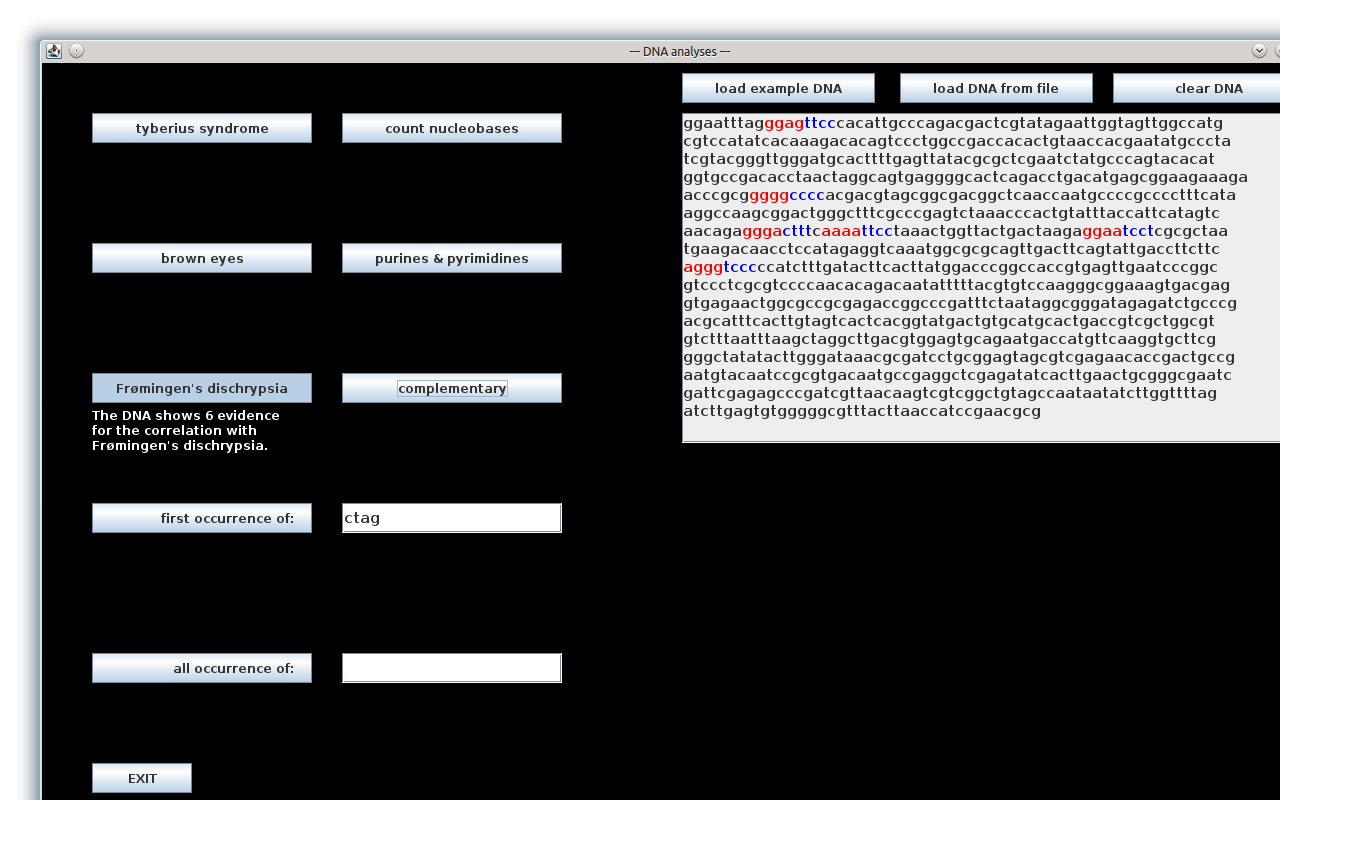 --- DNA analyses ---
load example DNA
load DNA from file
clear DNA
tyberius syndrome
count nucleobases
brown eyes
purines & pyrimidines
Frømingen's dischrypsia
complementary
The DNA shows 6 evidence
for the correlation with
Frømingen's dischrypsia.
first occurrence of:
ctag
all occurrence of:
EXIT
ggaatttagggagttcccacattgcccagacgactcgtatagaattggtagttggccatg
cgtccatatcacaaagacacagtccctggccgaccacactgtaaccacgaatatgcccta
tcgtacgggttgggatgcacttttgagttatacgcgctcgaatctatgcccagtacacat
ggtgccgacacctaactaggcagtgaggggcactcagacctgacatgagcggaagaaaga
acccgcgggggccccacgacgtagcggcgacggctcaaccaatgccccgcccctttcata
aggccaagcggactgggctttcgcccgagtctaaacccactgtatttaccattcatagtc
aacagagggactttcaaaattcctaaactggttactgactaagaggaatcctcgcgctaa
tgaagacaacctccatagaggtcaaatggcgcgcagttgacttcagtattgaccttcttc
agggtcccccatctttgatacttcacttatggacccggccaccgtgagttgaatcccggc
gtccctcgcgtccccaacacagacaatatttttacgtgtccaagggcggaaagtgacgag
gtgagaactggcgccgcgagaccggcccgatttctaataggcgggatagagatctgcccg
acgcatttcacttgtagtcactcacggtatgactgtgcatgcactgaccgtcgctggcgt
gtctttaatttaagctaggcttgacgtggagtgcagaatgaccatgttcaaggtgcttcg
gggctatatacttgggataaacgcgatcctgcggagtagcgtcgagaacaccgactgccg
aatgtacaatccgcgtgacaatgccgaggctcgagatatcacttgaactgcgggcgaatc
gattcgagagcccgatcgttaacaagtcgtcggctgtagccaataatatcttggttttag
atcttgagtgtgggggcgtttacttaaccatccgaacgcg